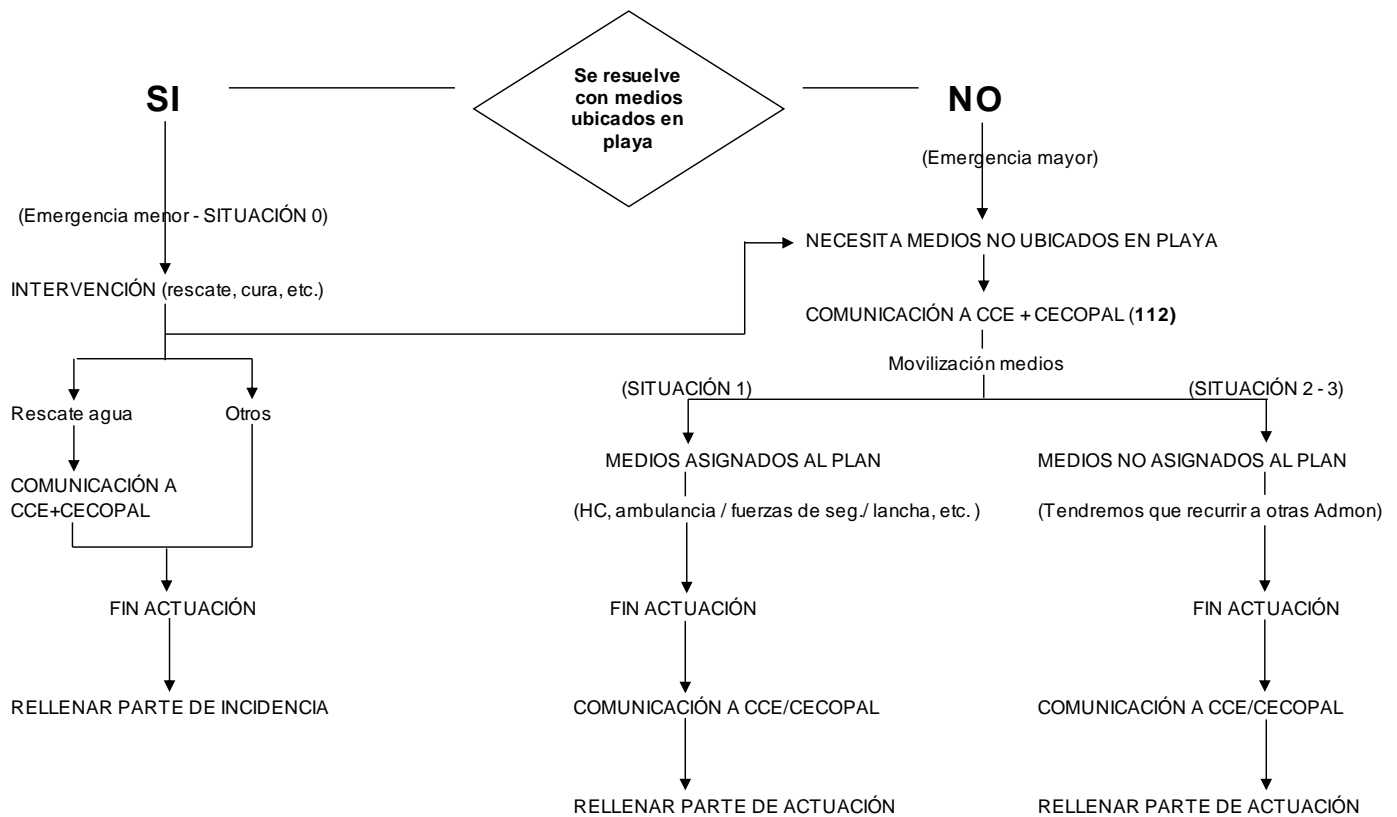 Se resuelve
con medios
ubicados en
playa
SI
NO
(Emergencia mayor)
(Emergencia menor - SITUACIÓN 0)
NECESITA MEDIOS NO UBICADOS EN PLAYA
INTERVENCIÓN (rescate, cura, etc.)
COMUNICACIÓN A CCE + CECOPAL (112)
Movilización medios
(SITUACIÓN 1)
(SITUACIÓN 2 - 3)
Rescate agua
Otros
MEDIOS ASIGNADOS AL PLAN
MEDIOS NO ASIGNADOS AL PLAN
COMUNICACIÓN A
CCE+CECOPAL
(HC, ambulancia / fuerzas de seg./ lancha, etc. )
(Tendremos que recurrir a otras Admon)
FIN ACTUACIÓN
FIN ACTUACIÓN
FIN ACTUACIÓN
RELLENAR PARTE DE INCIDENCIA
COMUNICACIÓN A CCE/CECOPAL
COMUNICACIÓN A CCE/CECOPAL
RELLENAR PARTE DE ACTUACIÓN
RELLENAR PARTE DE ACTUACIÓN